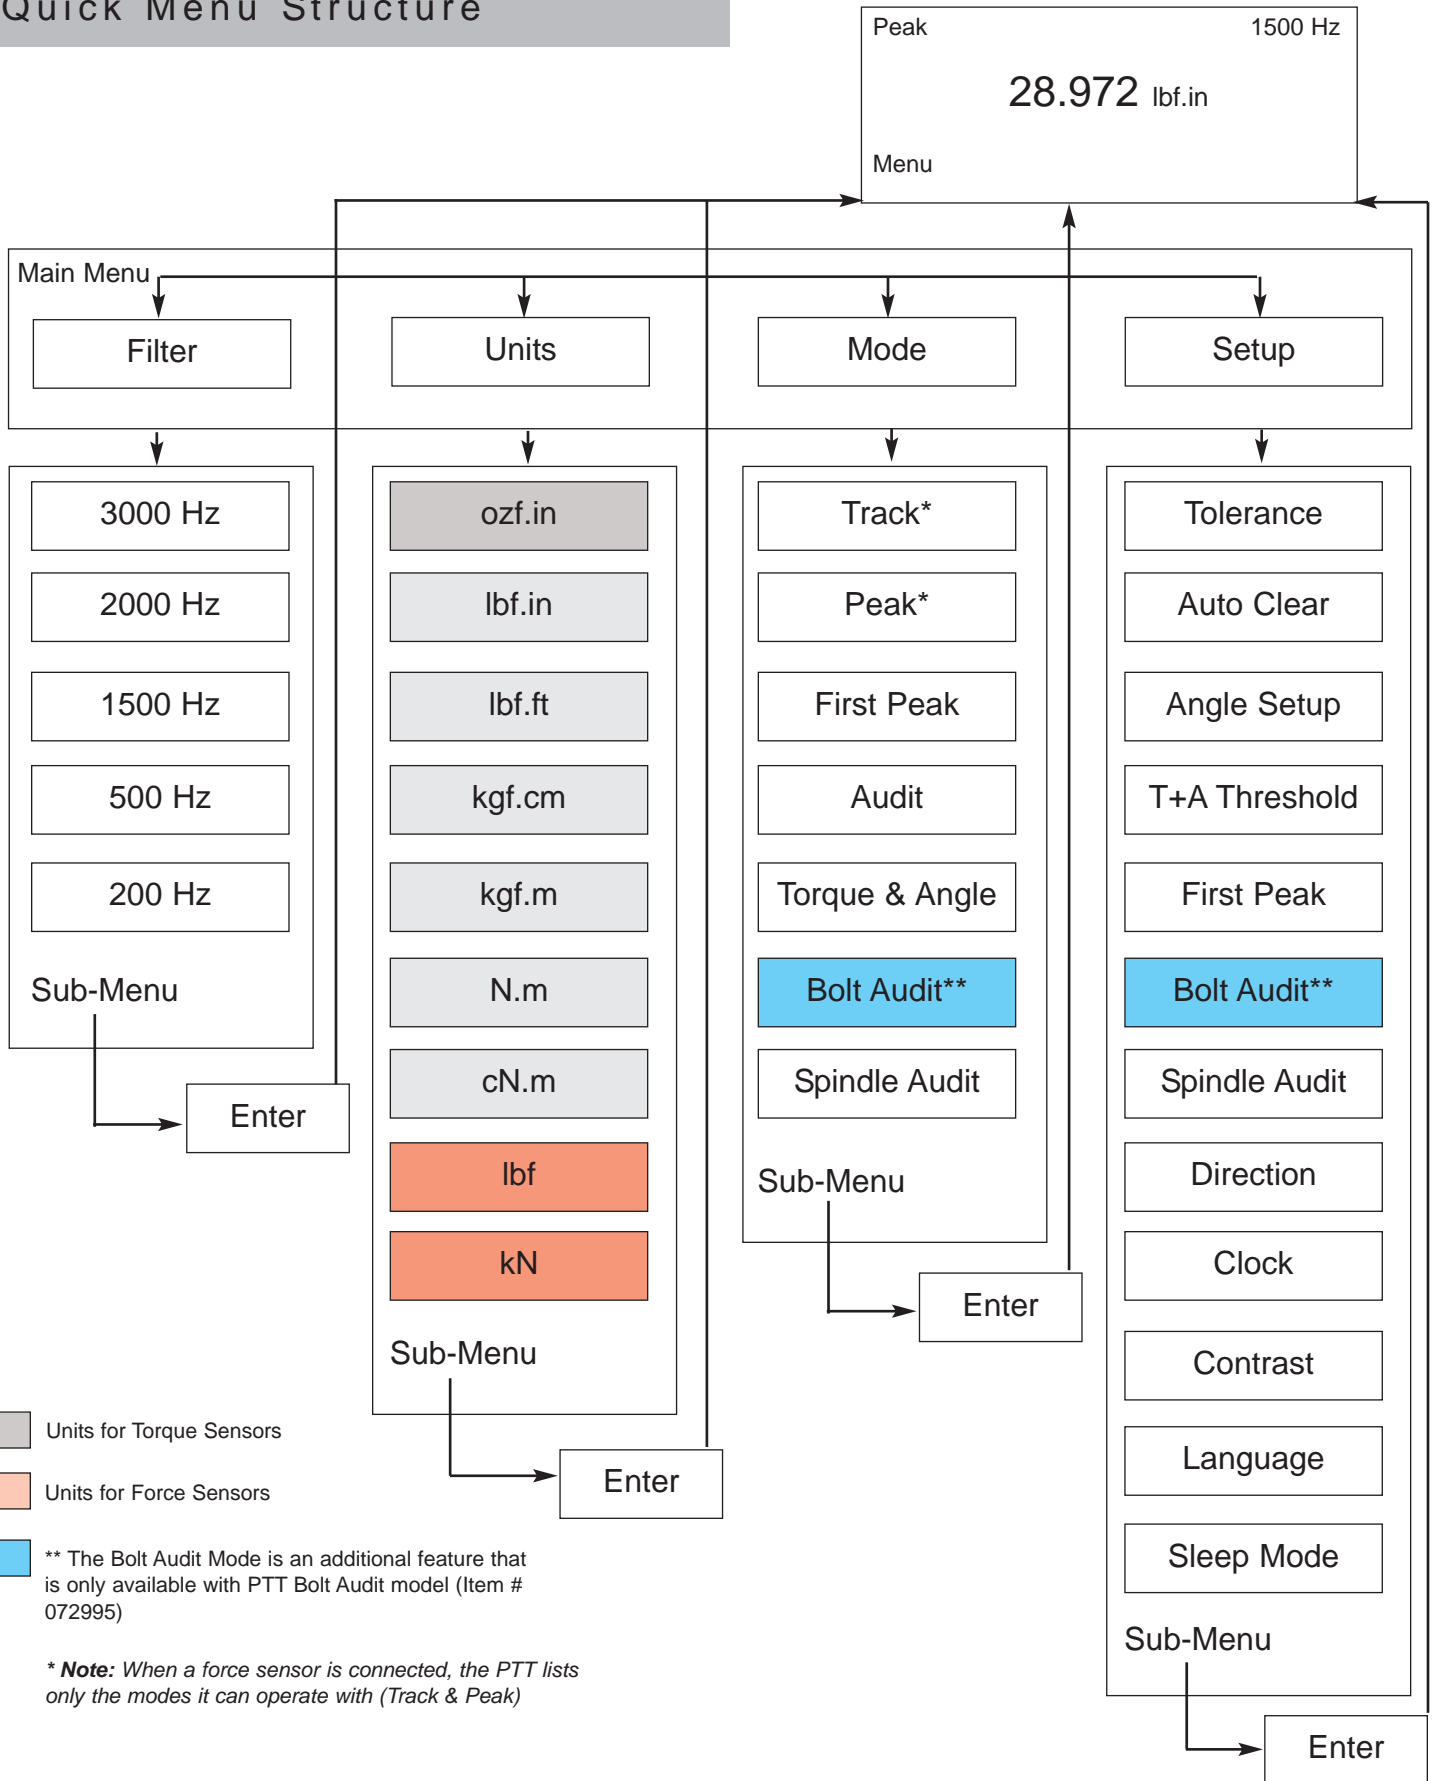 Quick Menu Structure
Peak 1500 Hz
28.972 lbf.in
Menu
Main Menu
Filter
Units
Mode
Setup
3000 Hz
2000 Hz
1500 Hz
500 Hz
200 Hz
Sub-Menu
Enter
ozf.in
lbf.in
lbf.ft
kgf.cm
kgf.m
N.m
cN.m
lbf
kN
Sub-Menu
Enter
Track*
Peak*
First Peak
Audit
Torque & Angle
Bolt Audit**
Spindle Audit
Sub-Menu
Enter
Tolerance
Auto Clear
Angle Setup
T+A Threshold
First Peak
Bolt Audit**
Spindle Audit
Direction
Clock
Contrast
Language
Sleep Mode
Sub-Menu
Enter
Units for Torque Sensors
Units for Force Sensors
** The Bolt Audit Mode is an additional feature that
is only available with PTT Bolt Audit model (Item #
072995)
* Note: When a force sensor is connected, the PTT lists
only the modes it can operate with (Track & Peak)